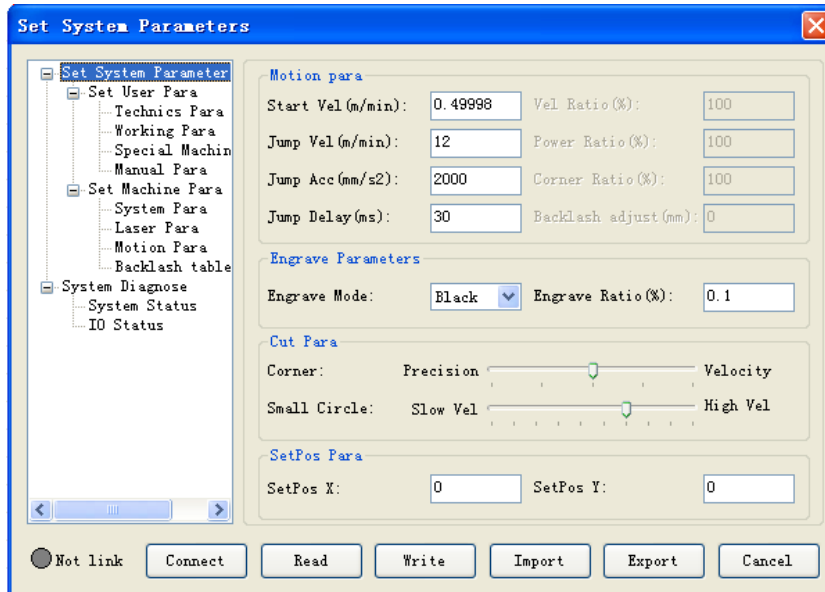 Set System Parameters
Set System Parameter
Set User Para
Technics Para
Working Para
Special Machin
Manual Para
Set Machine Para
System Para
Laser Para
Motion Para
Backlash table
System Diagnose
System Status
IO Status
Motion para
Start Vel(m/min): 0.49998 Vel Ratio(%): 100
Jump Vel(m/min): 12 Power Ratio(%): 100
Jump Acc(mm/s2): 2000 Corner Ratio(%): 100
Jump Delay(ms): 30 Backlash adjust(mm): 0
Engrave Parameters
Engrave Mode: Black Engrave Ratio(%): 0.1
Cut Para
Corner: Precision Velocity
Small Circle: Slow Vel High Vel
SetPos Para
SetPos X: 0 SetPos Y: 0
Not link Connect Read Write Import Export Cancel